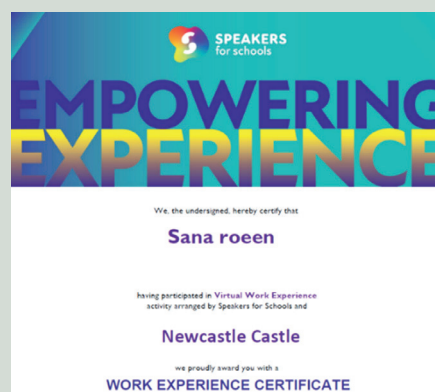 SPEAKERS
for schools
EMPOWERING
EXPERIENCE
We, the undersigned, hereby certify that
Sana roeen
having participated in Virtual Work Experience
activity arranged by Speakers for Schools and
Newcastle Castle
we proudly award you with a
WORK EXPERIENCE CERTIFICATE